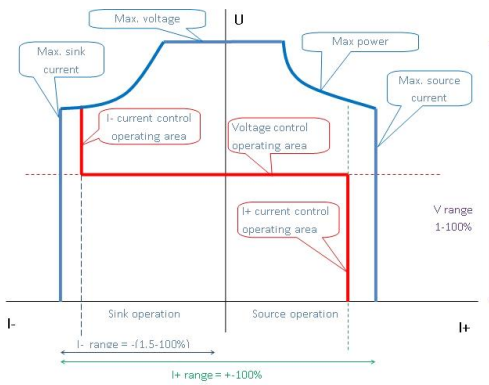 Max. voltage
U
Max. sink
current
Max power
Max. source
current
I- current control
operating area
Voltage control
operating area
V range
1-100%
I+ current control
operating area
Sink operation
Source operation
I-
I+
I- range = -(1.5-100%)
I+ range = +-100%